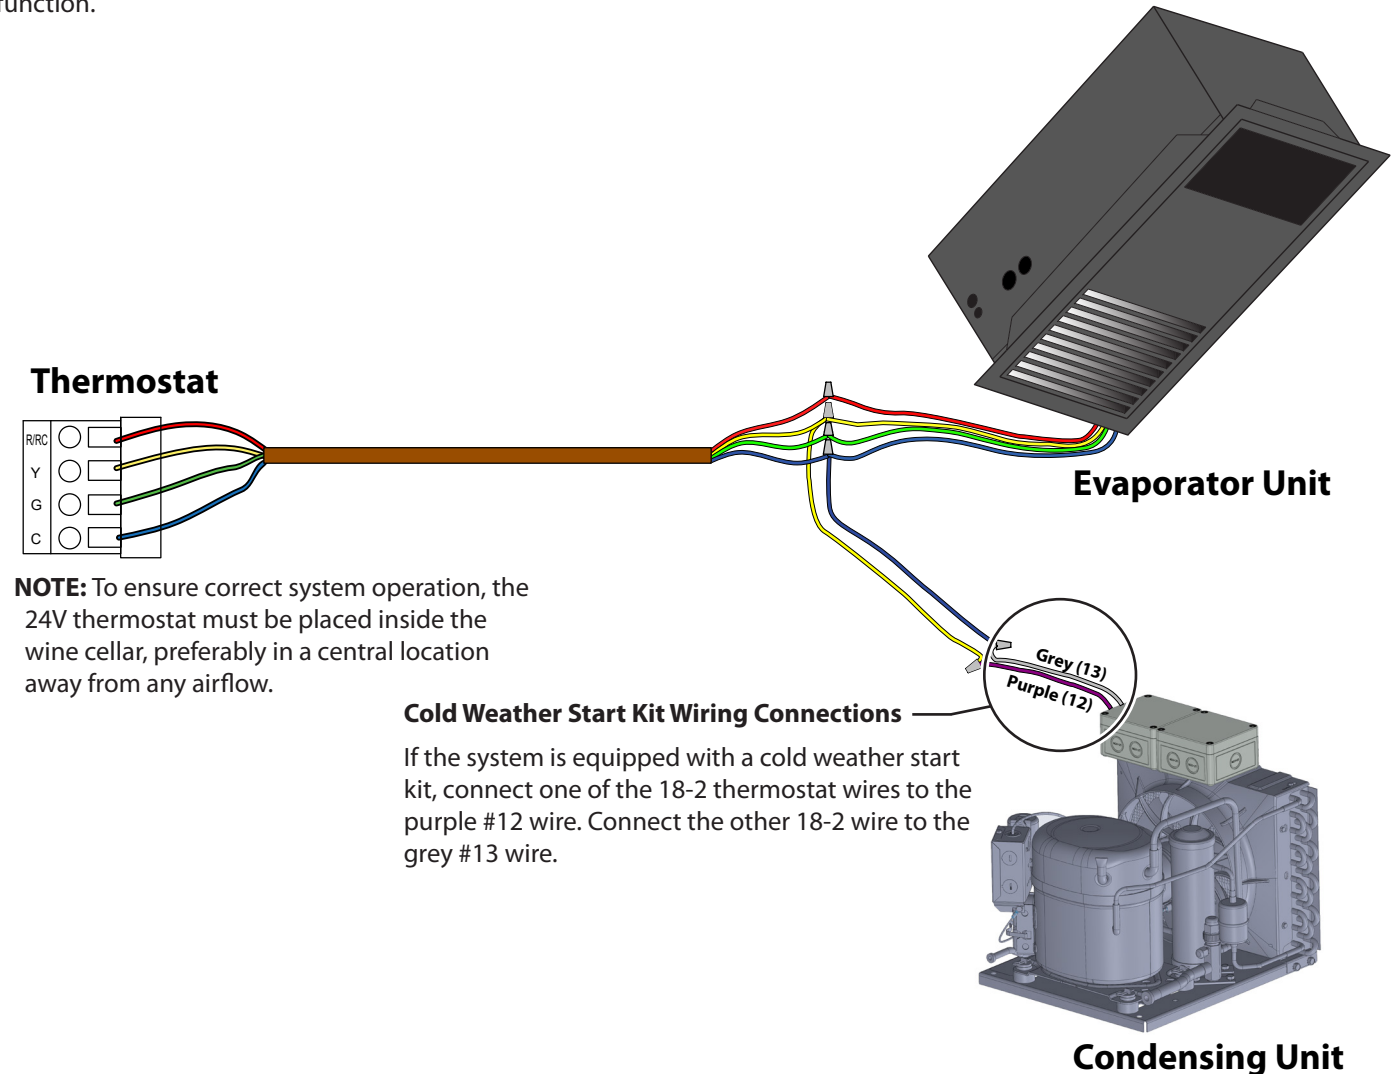 function.
Thermostat
R/RC
Y
G
C
Evaporator Unit
NOTE: To ensure correct system operation, the
24V thermostat must be placed inside the
wine cellar, preferably in a central location
away from any airflow.
Grey (13)
Purple (12)
Cold Weather Start Kit Wiring Connections
If the system is equipped with a cold weather start
kit, connect one of the 18-2 thermostat wires to the
purple #12 wire. Connect the other 18-2 wire to the
grey #13 wire.
Condensing Unit